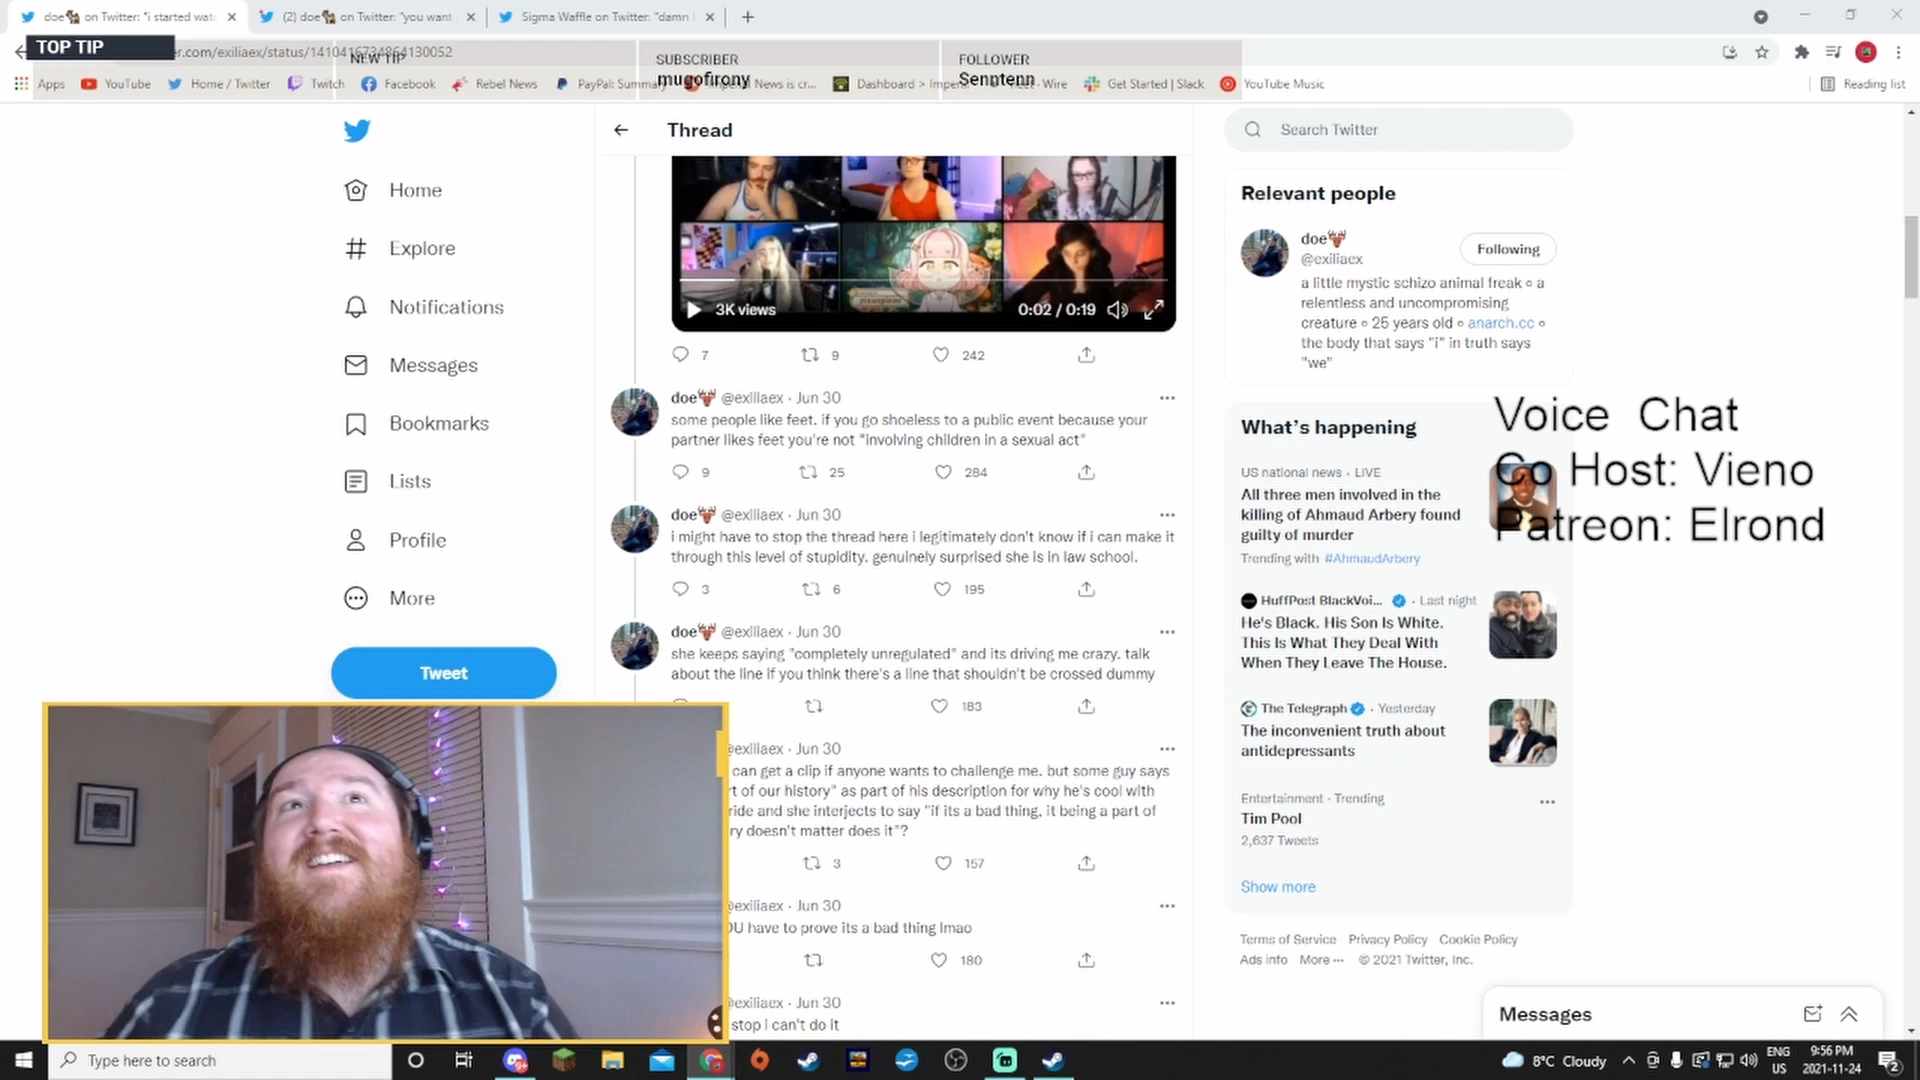 doe on Twitter: "i started wat
(2) doe on Twitter: "you want
Sigma Waffle on Twitter: "damn
TOP TIP
er.com/exiliaex/status/1410416734864130052
NEW TIP
SUBSCRIBER
mugofirony
FOLLOWER
Senntenn
Apps
YouTube
Home / Twitter
Twitch
Facebook
Rebel News
PayPal: Summary
News is cr...
Dashboard > Imperi
Wire
Get Started | Slack
YouTube Music
Reading list
Thread
Search Twitter
Home
Explore
Notifications
Messages
Bookmarks
Lists
Profile
More
Tweet
3K views
0:02 / 0:19
7
9
242
doe @exiliaex · Jun 30
some people like feet. if you go shoeless to a public event because your
partner likes feet you're not "involving children in a sexual act"
9
25
284
doe @exiliaex · Jun 30
i might have to stop the thread here i legitimately don't know if i can make it
through this level of stupidity. genuinely surprised she is in law school.
3
6
195
doe @exiliaex · Jun 30
she keeps saying "completely unregulated" and its driving me crazy. talk
about the line if you think there's a line that shouldn't be crossed dummy
183
@exiliaex · Jun 30
can get a clip if anyone wants to challenge me. but some guy says
rt of our history" as part of his description for why he's cool with
ride and she interjects to say "if its a bad thing, it being a part of
ry doesn't matter does it"?
3
157
@exiliaex · Jun 30
OU have to prove its a bad thing lmao
180
@exiliaex · Jun 30
stop i can't do it
Relevant people
doe
@exiliaex
Following
a little mystic schizo animal freak ○ a
relentless and uncompromising
creature ○ 25 years old ○ anarch.cc ○
the body that says "i" in truth says
"we"
What's happening
US national news · LIVE
All three men involved in the
killing of Ahmaud Arbery found
guilty of murder
Trending with #AhmaudArbery
HuffPost BlackVoi... · Last night
He's Black. His Son Is White.
This Is What They Deal With
When They Leave The House.
The Telegraph · Yesterday
The inconvenient truth about
antidepressants
Entertainment · Trending
Tim Pool
2,637 Tweets
Show more
Voice Chat
Co Host: Vieno
Patreon: Elrond
Terms of Service Privacy Policy Cookie Policy
Ads info More ··· © 2021 Twitter, Inc.
Messages
Type here to search
8°C Cloudy
ENG
US
9:56 PM
2021-11-24
2